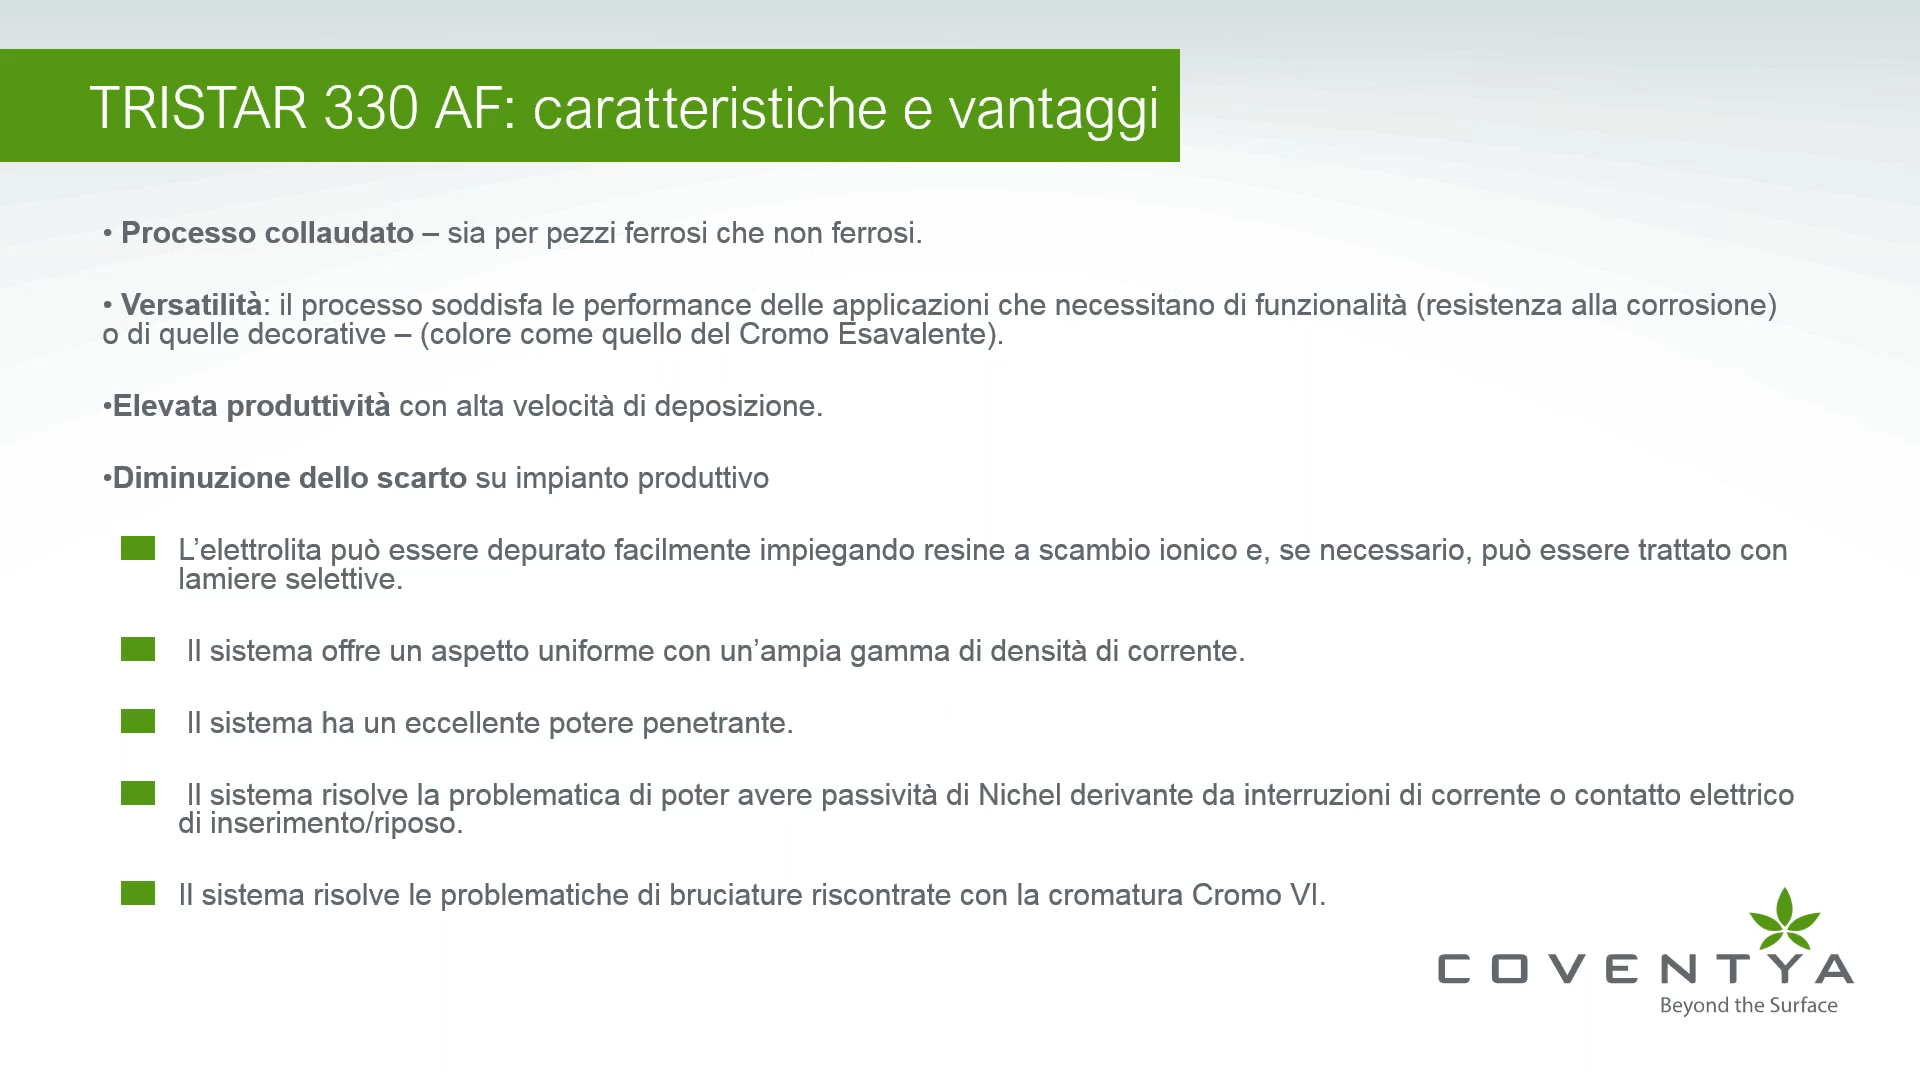 TRISTAR 330 AF: caratteristiche e vantaggi
• Processo collaudato – sia per pezzi ferrosi che non ferrosi.
• Versatilità: il processo soddisfa le performance delle applicazioni che necessitano di funzionalità (resistenza alla corrosione)
o di quelle decorative – (colore come quello del Cromo Esavalente).
•Elevata produttività con alta velocità di deposizione.
•Diminuzione dello scarto su impianto produttivo
L’elettrolita può essere depurato facilmente impiegando resine a scambio ionico e, se necessario, può essere trattato con
lamiere selettive.
Il sistema offre un aspetto uniforme con un’ampia gamma di densità di corrente.
Il sistema ha un eccellente potere penetrante.
Il sistema risolve la problematica di poter avere passività di Nichel derivante da interruzioni di corrente o contatto elettrico
di inserimento/riposo.
Il sistema risolve le problematiche di bruciature riscontrate con la cromatura Cromo VI.
COVENTYA
Beyond the Surface